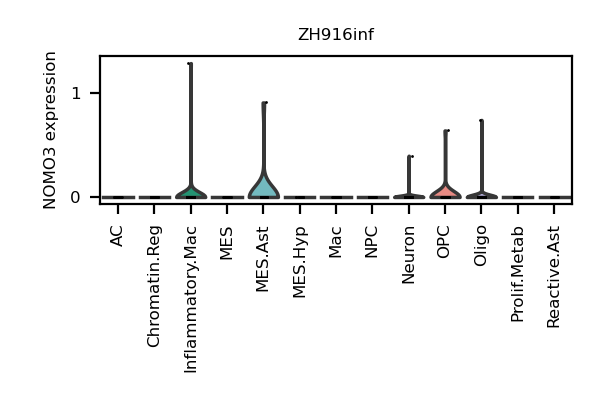 ZH916inf
NOMO3 expression
1
0
AC
Chromatin.Reg
Inflammatory.Mac
MES
MES.Ast
MES.Hyp
Mac
NPC
Neuron
OPC
Oligo
Prolif.Metab
Reactive.Ast